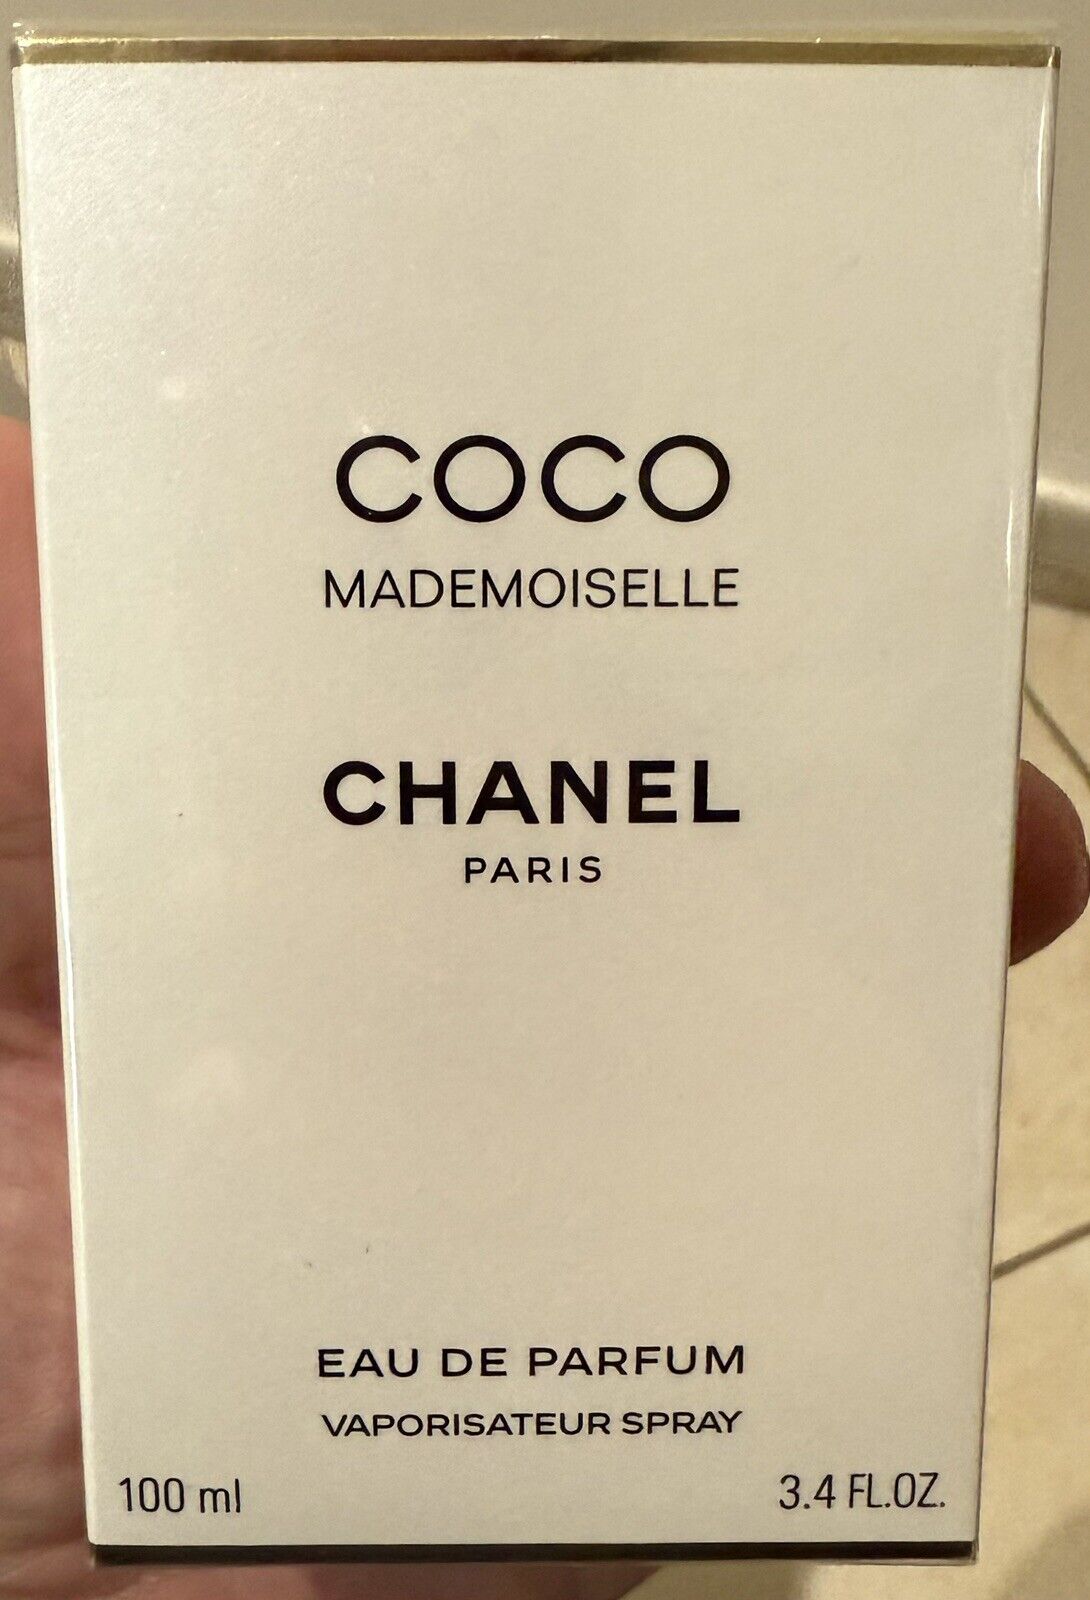 COCO
MADEMOISELLE
CHANEL
PARIS
EAU DE PARFUM
VAPORISATEUR SPRAY
100 ml 3.4 FL.OZ.